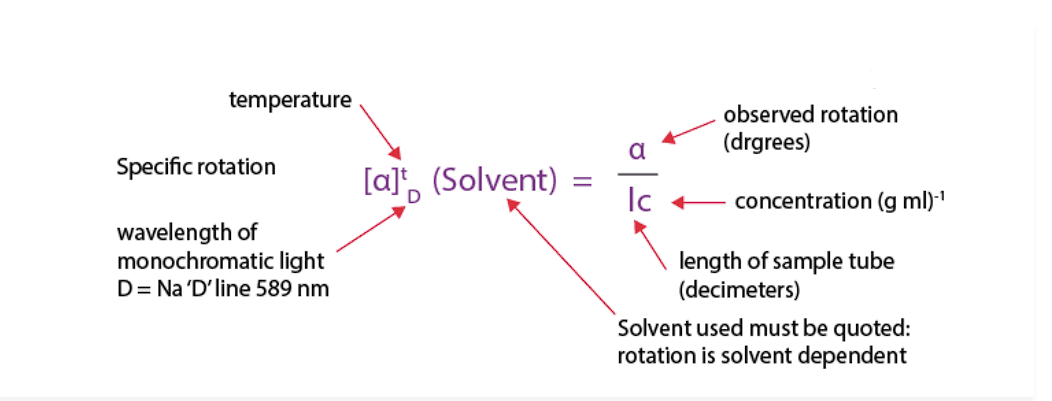 temperature
observed rotation
(drgrees)
Specific rotation
[α]ᵗD (Solvent) = α / lc
concentration (g ml)⁻¹
wavelength of
monochromatic light
D = Na ‘D’ line 589 nm
length of sample tube
(decimeters)
Solvent used must be quoted:
rotation is solvent dependent